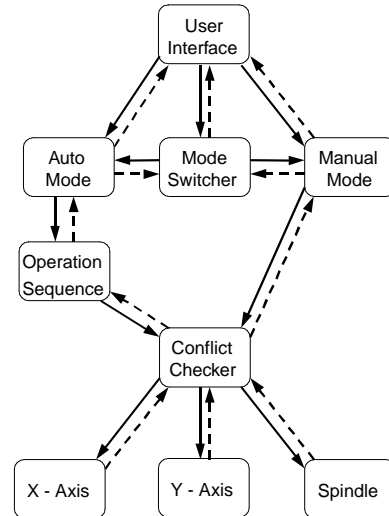 User
Interface
Auto
Mode
Mode
Switcher
Manual
Mode
Operation
Sequence
Conflict
Checker
X - Axis
Y - Axis
Spindle